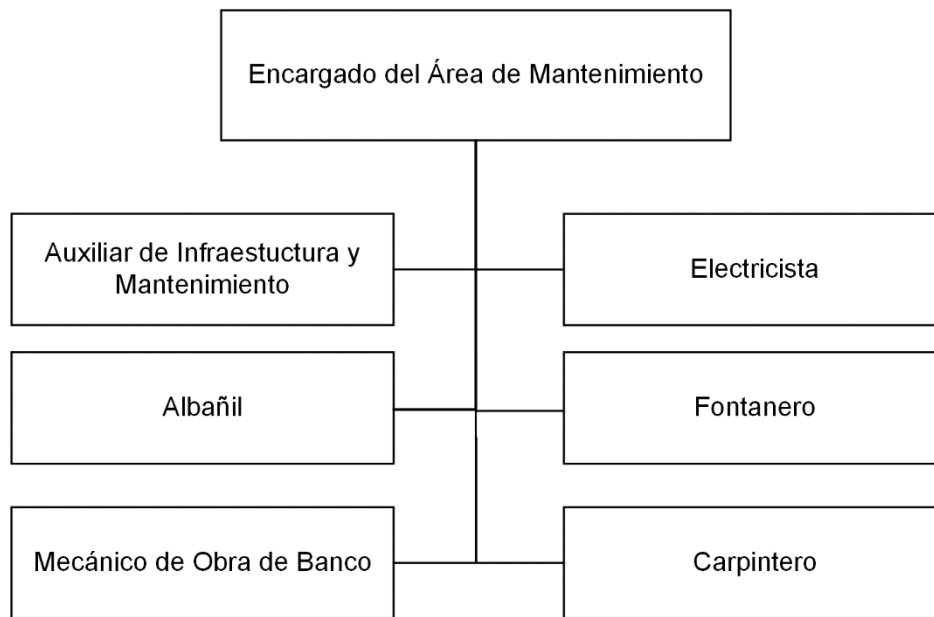 Encargado del Área de Mantenimiento
Auxiliar de Infraestuctura y
Mantenimiento
Electricista
Albañil
Fontanero
Mecánico de Obra de Banco
Carpintero